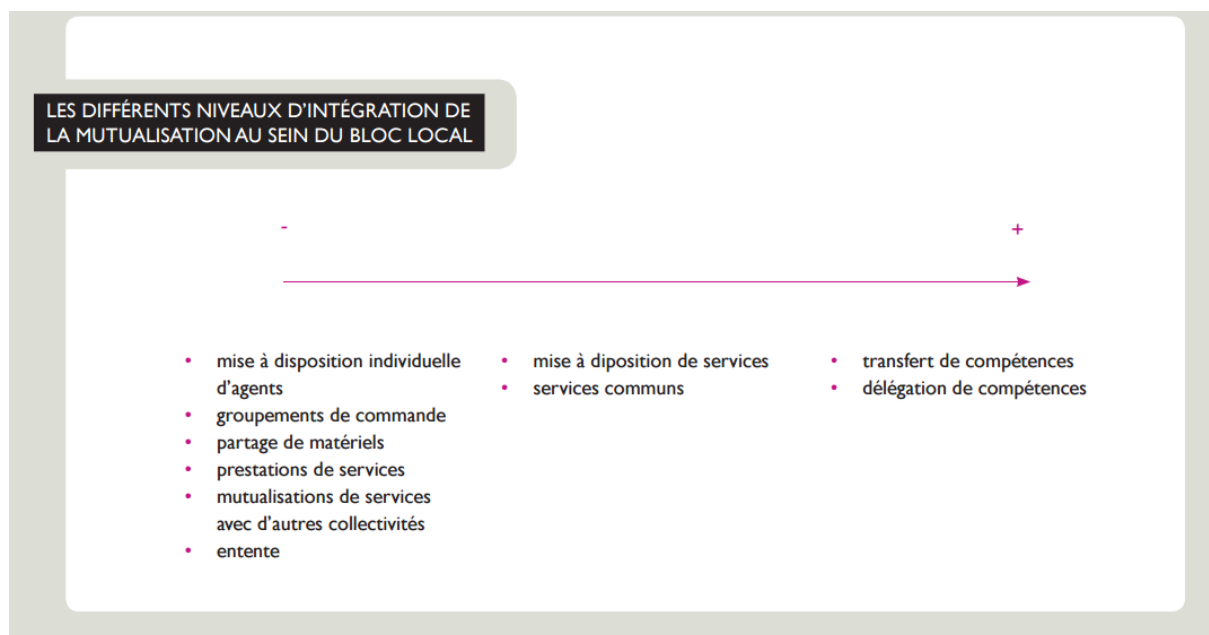 LES DIFFÉRENTS NIVEAUX D'INTÉGRATION DE
LA MUTUALISATION AU SEIN DU BLOC LOCAL
-
+
• mise à disposition individuelle
d'agents
• groupements de commande
• partage de matériels
• prestations de services
• mutualisations de services
avec d'autres collectivités
• entente
• mise à diposition de services
• services communs
• transfert de compétences
• délégation de compétences